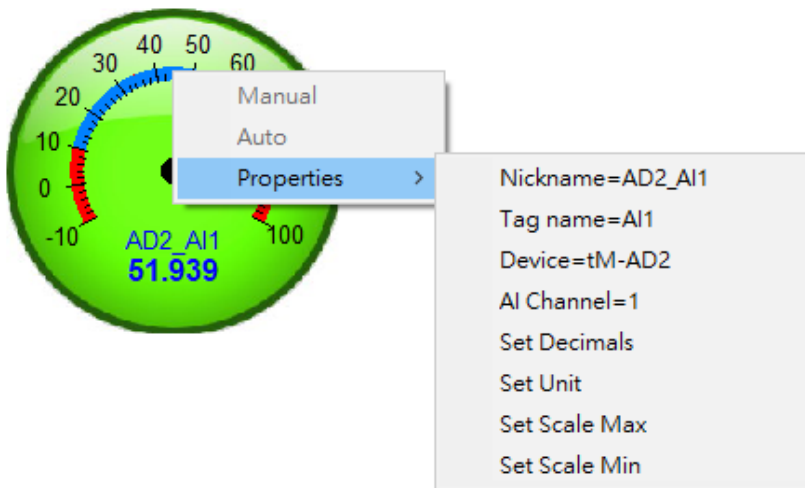 40 50
30 60
20
10
0
-10 100
AD2_AI1
51.939
Manual
Auto
Properties >
Nickname=AD2_AI1
Tag name=AI1
Device=tM-AD2
AI Channel=1
Set Decimals
Set Unit
Set Scale Max
Set Scale Min